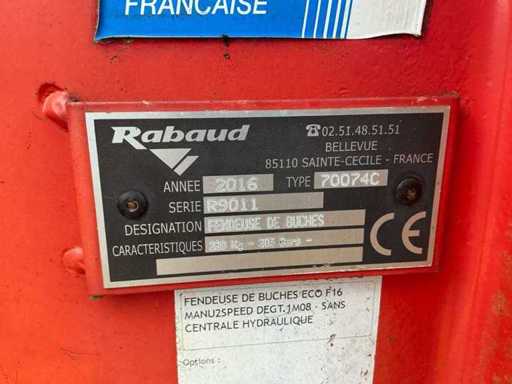 FRANÇAISE
Rabaud
☎02.51.48.51.51
BELLEVUE
85110 SAINTE-CECILE - FRANCE
ANNEE 2016 TYPE 70074C
SERIE R9011
DESIGNATION FENDEUSE DE BUCHES
CARACTERISTIQUES Kg -
CE
FENDEUSE DE BUCHES ECO F16
MANU2SPEED DEGT.1M08 - SANS
CENTRALE HYDRAULIQUE
Options :